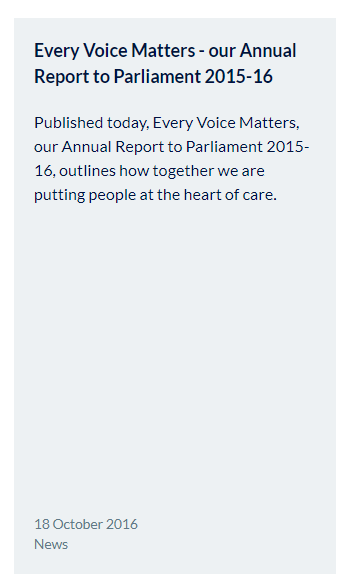 Every Voice Matters - our Annual
Report to Parliament 2015-16
Published today, Every Voice Matters,
our Annual Report to Parliament 2015-
16, outlines how together we are
putting people at the heart of care.
18 October 2016
News